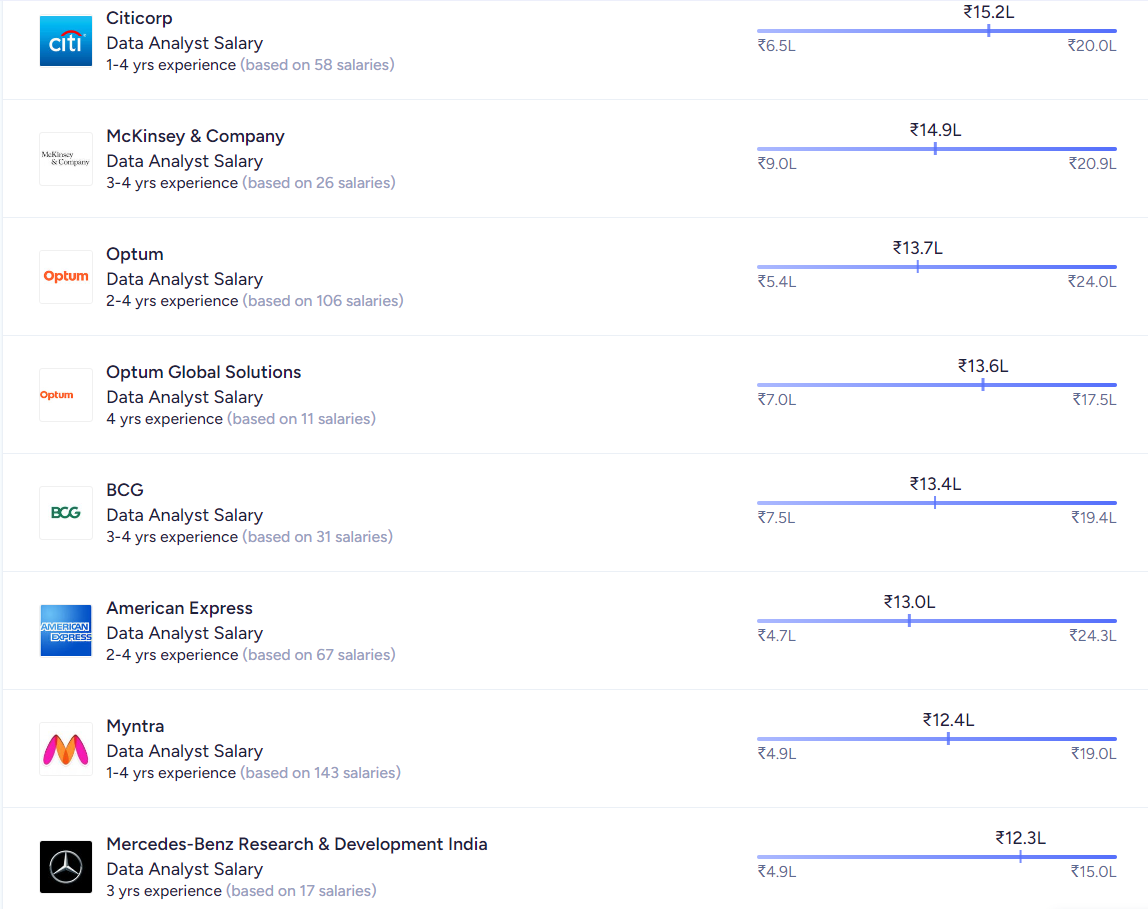 citi
Citicorp
Data Analyst Salary
1-4 yrs experience (based on 58 salaries)
₹15.2L
₹6.5L
₹20.0L
McKinsey
& Company
McKinsey & Company
Data Analyst Salary
3-4 yrs experience (based on 26 salaries)
₹14.9L
₹9.0L
₹20.9L
Optum
Optum
Data Analyst Salary
2-4 yrs experience (based on 106 salaries)
₹13.7L
₹5.4L
₹24.0L
Optum
Optum Global Solutions
Data Analyst Salary
4 yrs experience (based on 11 salaries)
₹13.6L
₹7.0L
₹17.5L
BCG
BCG
Data Analyst Salary
3-4 yrs experience (based on 31 salaries)
₹13.4L
₹7.5L
₹19.4L
AMERICAN
EXPRESS
American Express
Data Analyst Salary
2-4 yrs experience (based on 67 salaries)
₹13.0L
₹4.7L
₹24.3L
Myntra
Data Analyst Salary
1-4 yrs experience (based on 143 salaries)
₹12.4L
₹4.9L
₹19.0L
Mercedes-Benz Research & Development India
Data Analyst Salary
3 yrs experience (based on 17 salaries)
₹12.3L
₹4.9L
₹15.0L